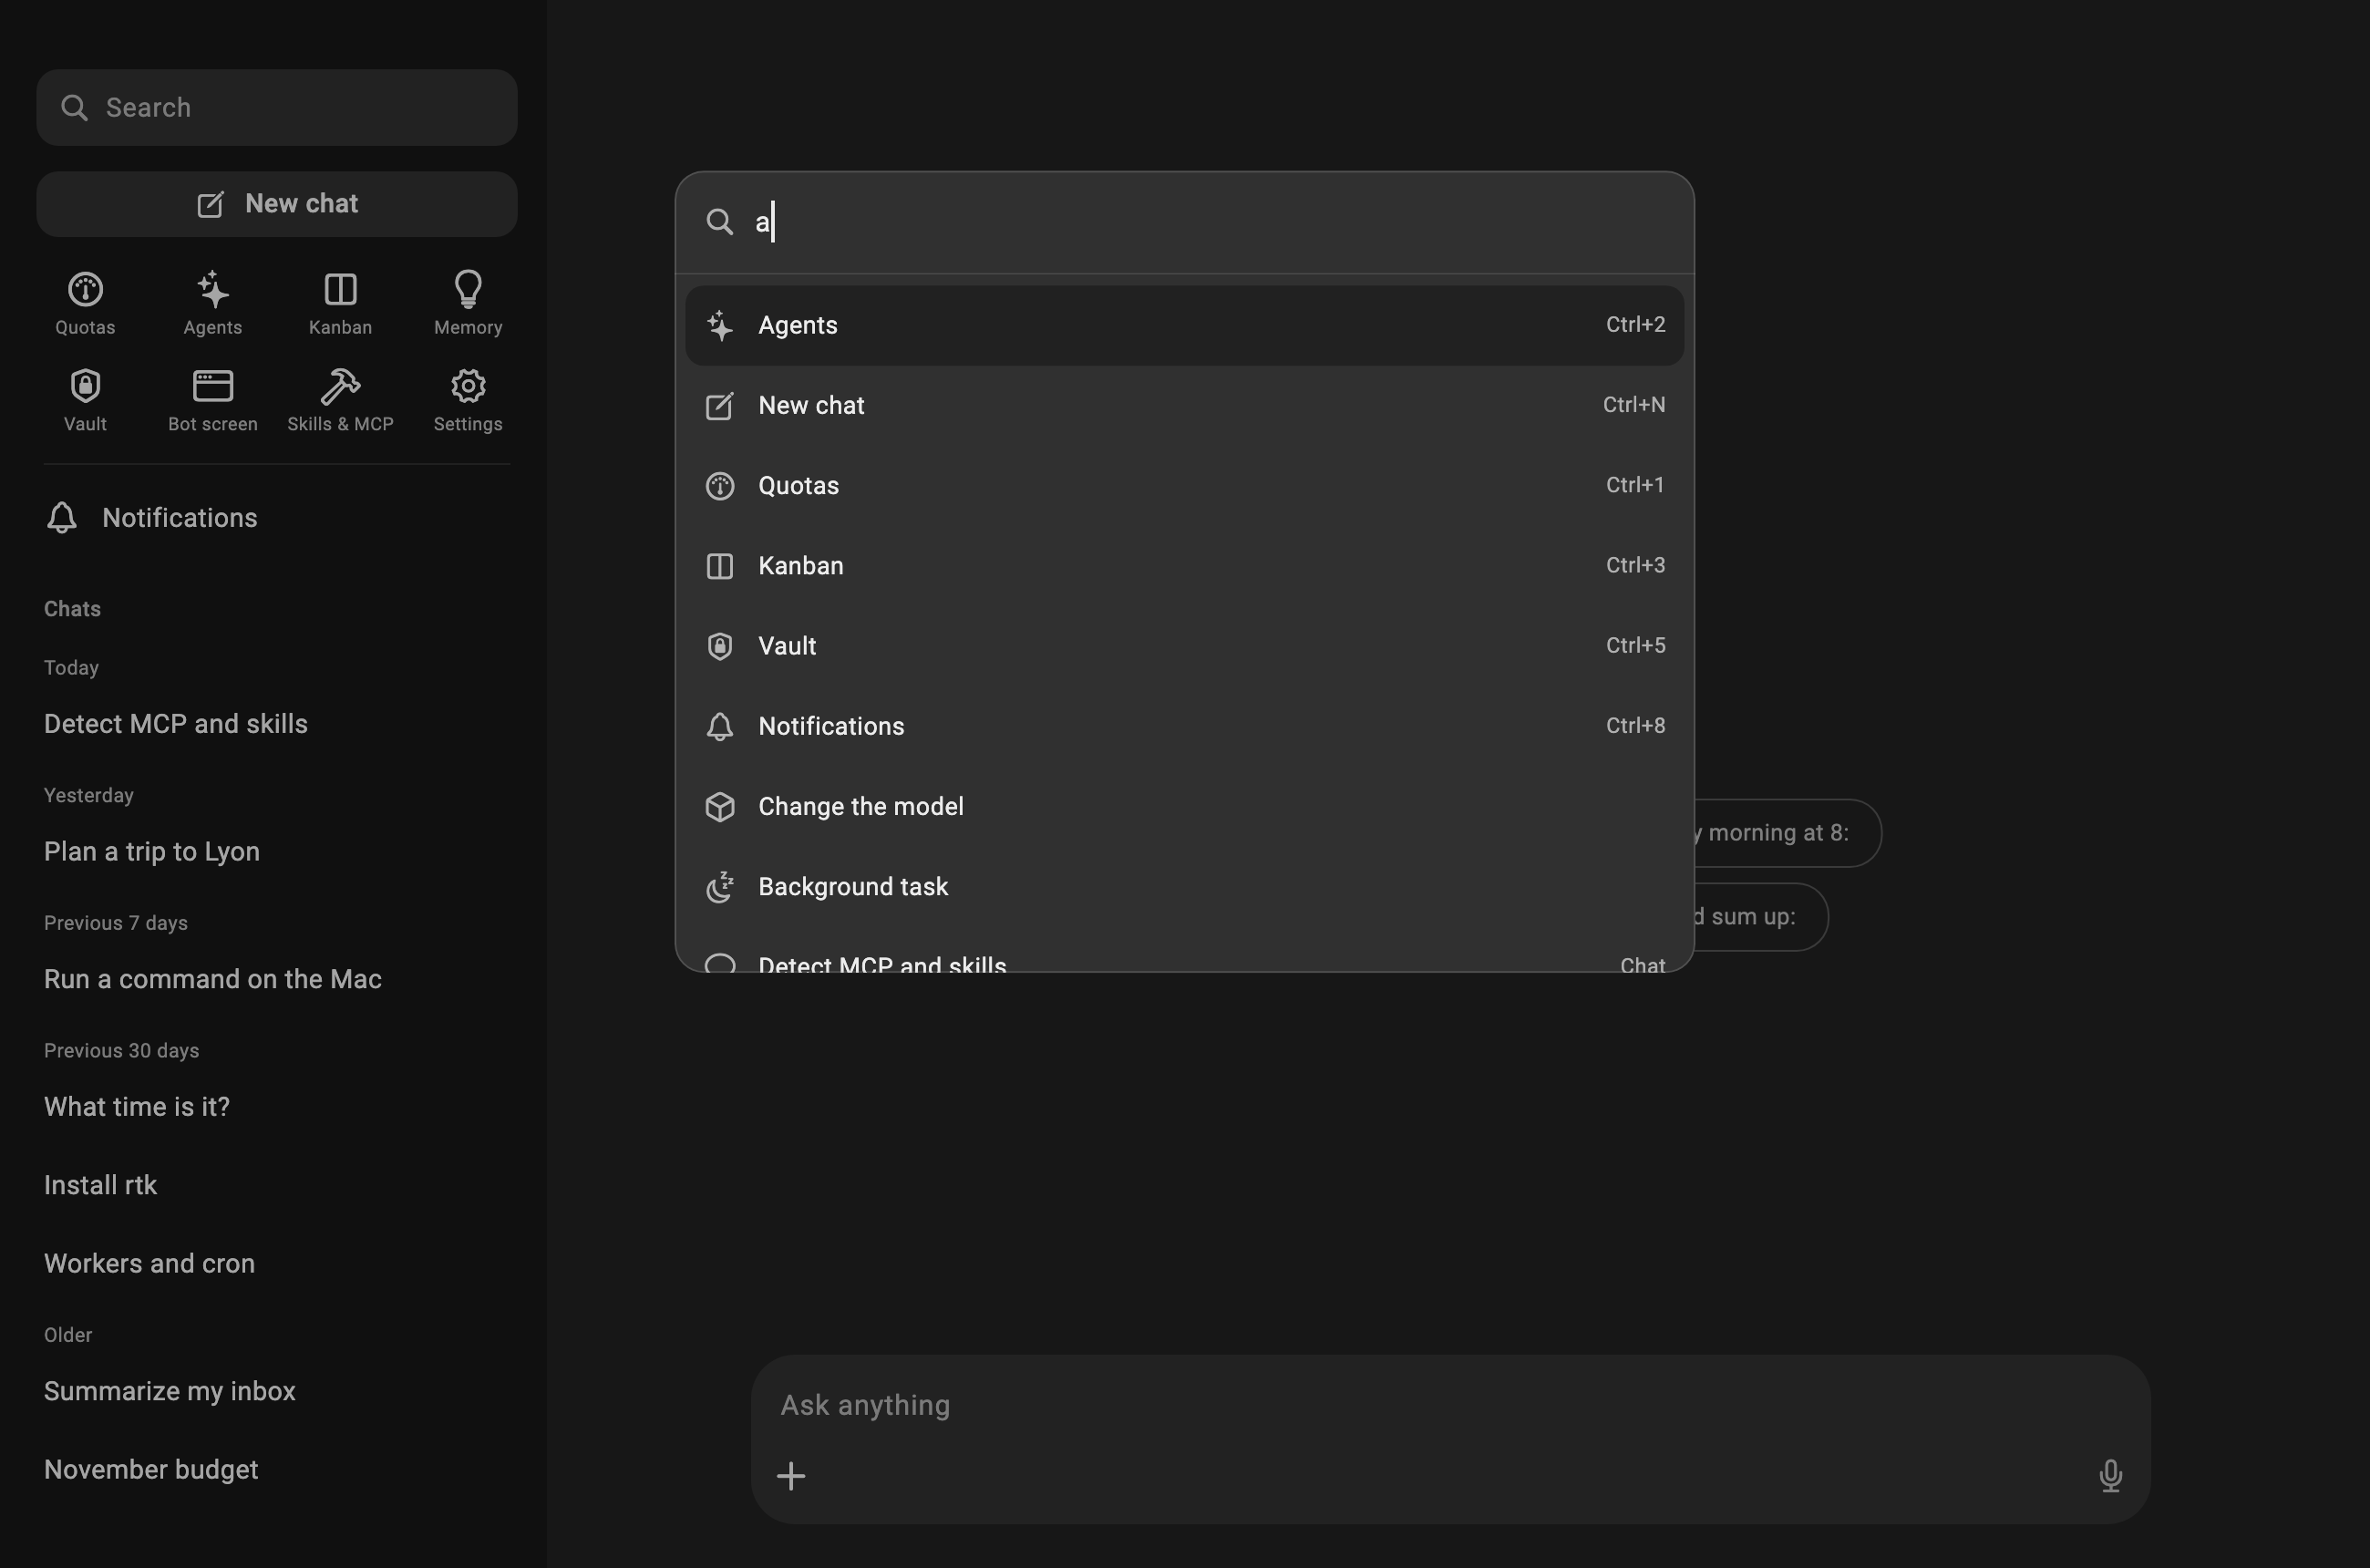 Search
New chat
Quotas
Agents
Kanban
Memory
Vault
Bot screen
Skills & MCP
Settings
Notifications
Chats
Today
Detect MCP and skills
Yesterday
Plan a trip to Lyon
Previous 7 days
Run a command on the Mac
Previous 30 days
What time is it?
Install rtk
Workers and cron
Older
Summarize my inbox
November budget
a
Agents Ctrl+2
New chat Ctrl+N
Quotas Ctrl+1
Kanban Ctrl+3
Vault Ctrl+5
Notifications Ctrl+8
Change the model
Background task
Detect MCP and skills Chat
morning at 8:
sum up:
Ask anything